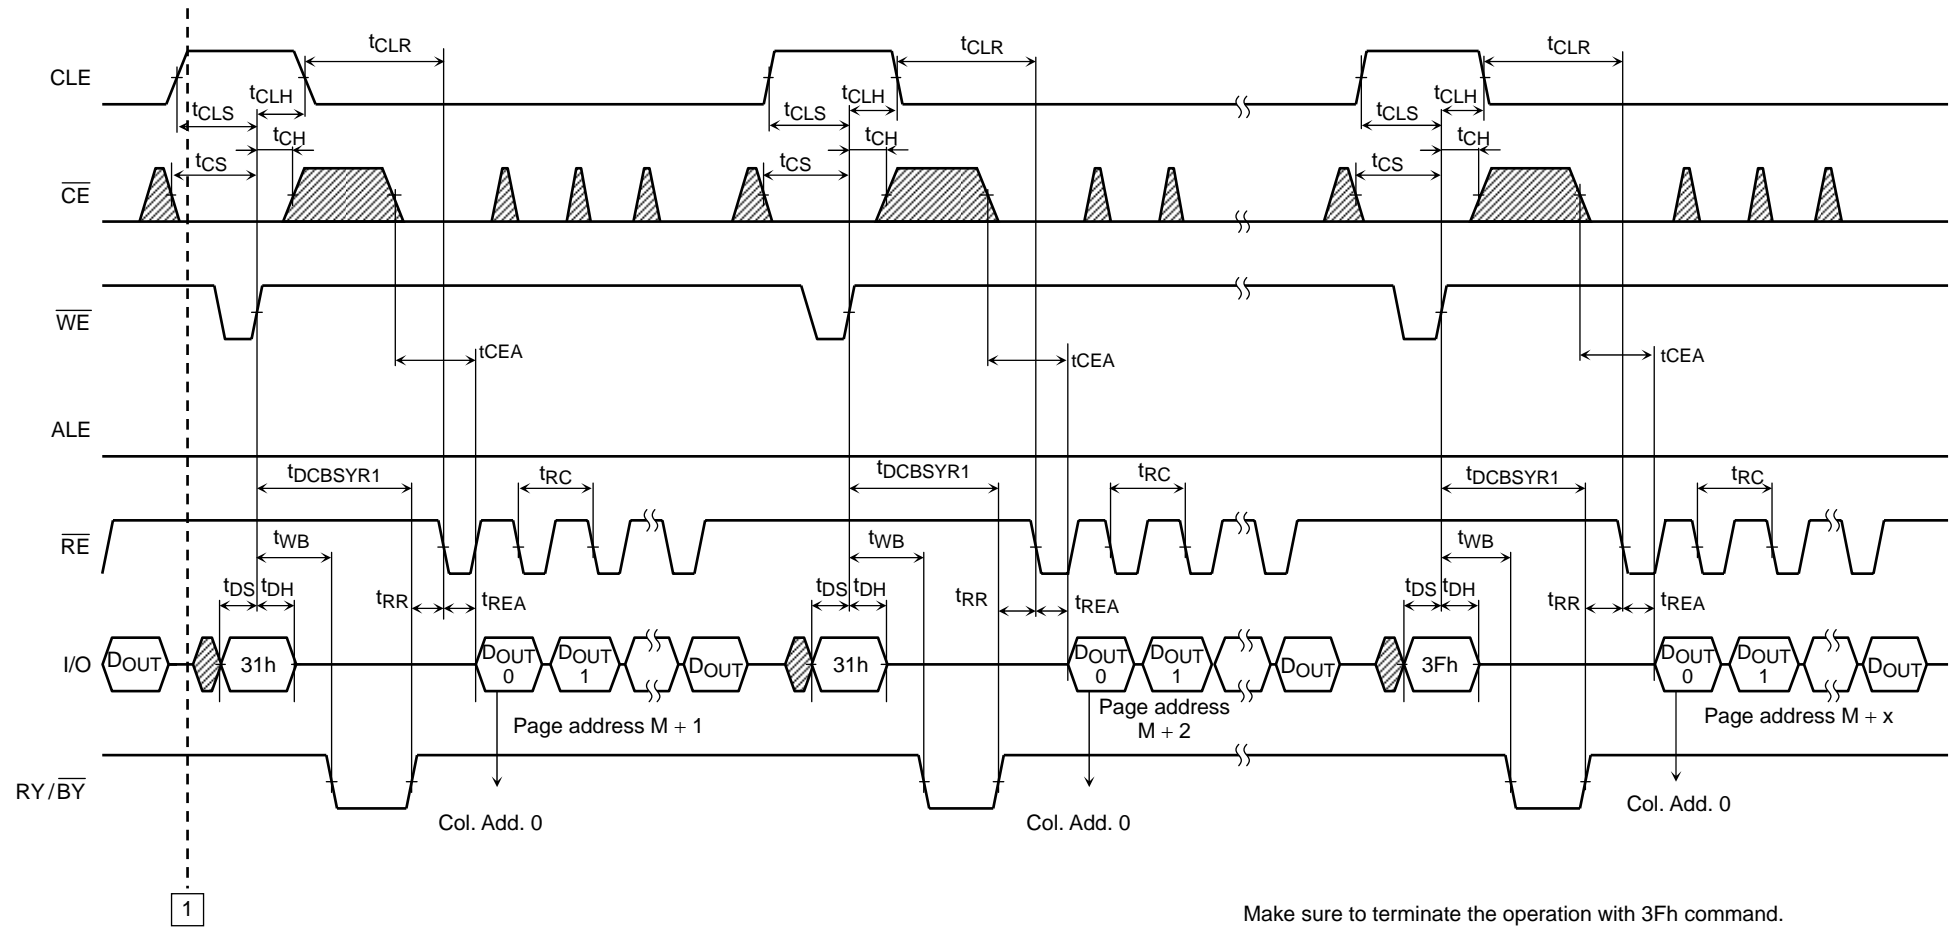 tCLR tCLR tCLR
CLE
tCLH tCLH tCLH
tCLS tCLS tCLS
tCH tCH tCH
tCS tCS tCS
CE
WE
tCEA tCEA tCEA
ALE
tDCBSYR1 tDCBSYR1 tDCBSYR1
tRC tRC tRC
RE
tWB tWB tWB
tDS tDH tDS tDH tDS tDH
tRR tREA tRR tREA tRR tREA
I/O DOUT 31h DOUT 0 DOUT 1 DOUT 31h DOUT 0 DOUT 1 DOUT 3Fh DOUT 0 DOUT 1 DOUT
Page address M + 1
Page address
M + 2
Page address M + x
RY/BY
Col. Add. 0 Col. Add. 0 Col. Add. 0
1
Make sure to terminate the operation with 3Fh command.